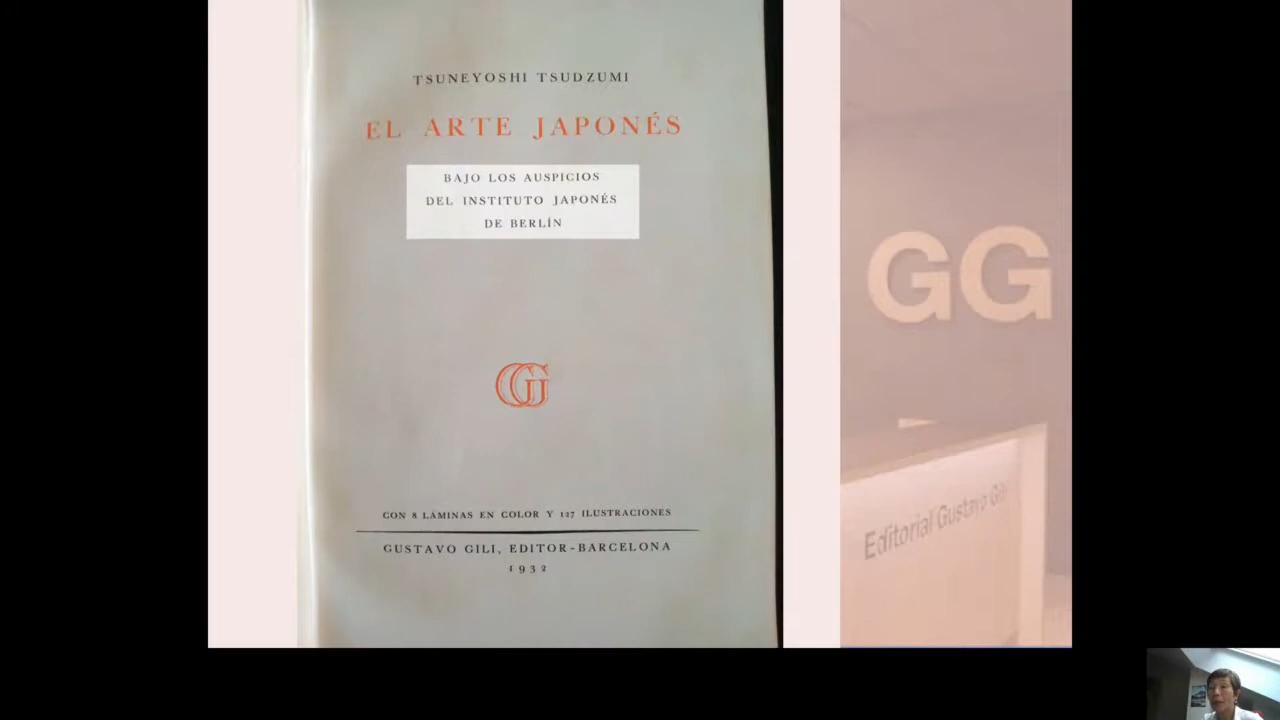 TSUNEYOSHI TSUDZUMI
EL ARTE JAPONÉS
BAJO LOS AUSPICIOS
DEL INSTITUTO JAPONÉS
DE BERLÍN
GG
CON 8 LÁMINAS EN COLOR Y 127 ILUSTRACIONES
GUSTAVO GILI, EDITOR-BARCELONA
1932
GG
Editorial Gustavo Gili